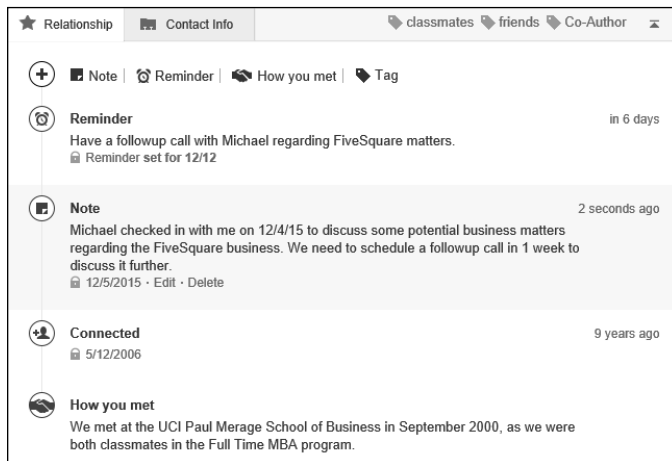 Relationship Contact Info classmates friends Co-Author
Note Reminder How you met Tag
Reminder in 6 days
Have a followup call with Michael regarding FiveSquare matters.
Reminder set for 12/12
Note 2 seconds ago
Michael checked in with me on 12/4/15 to discuss some potential business matters
regarding the FiveSquare business. We need to schedule a followup call in 1 week to
discuss it further.
12/5/2015 · Edit · Delete
Connected 9 years ago
5/12/2006
How you met
We met at the UCI Paul Merage School of Business in September 2000, as we were
both classmates in the Full Time MBA program.